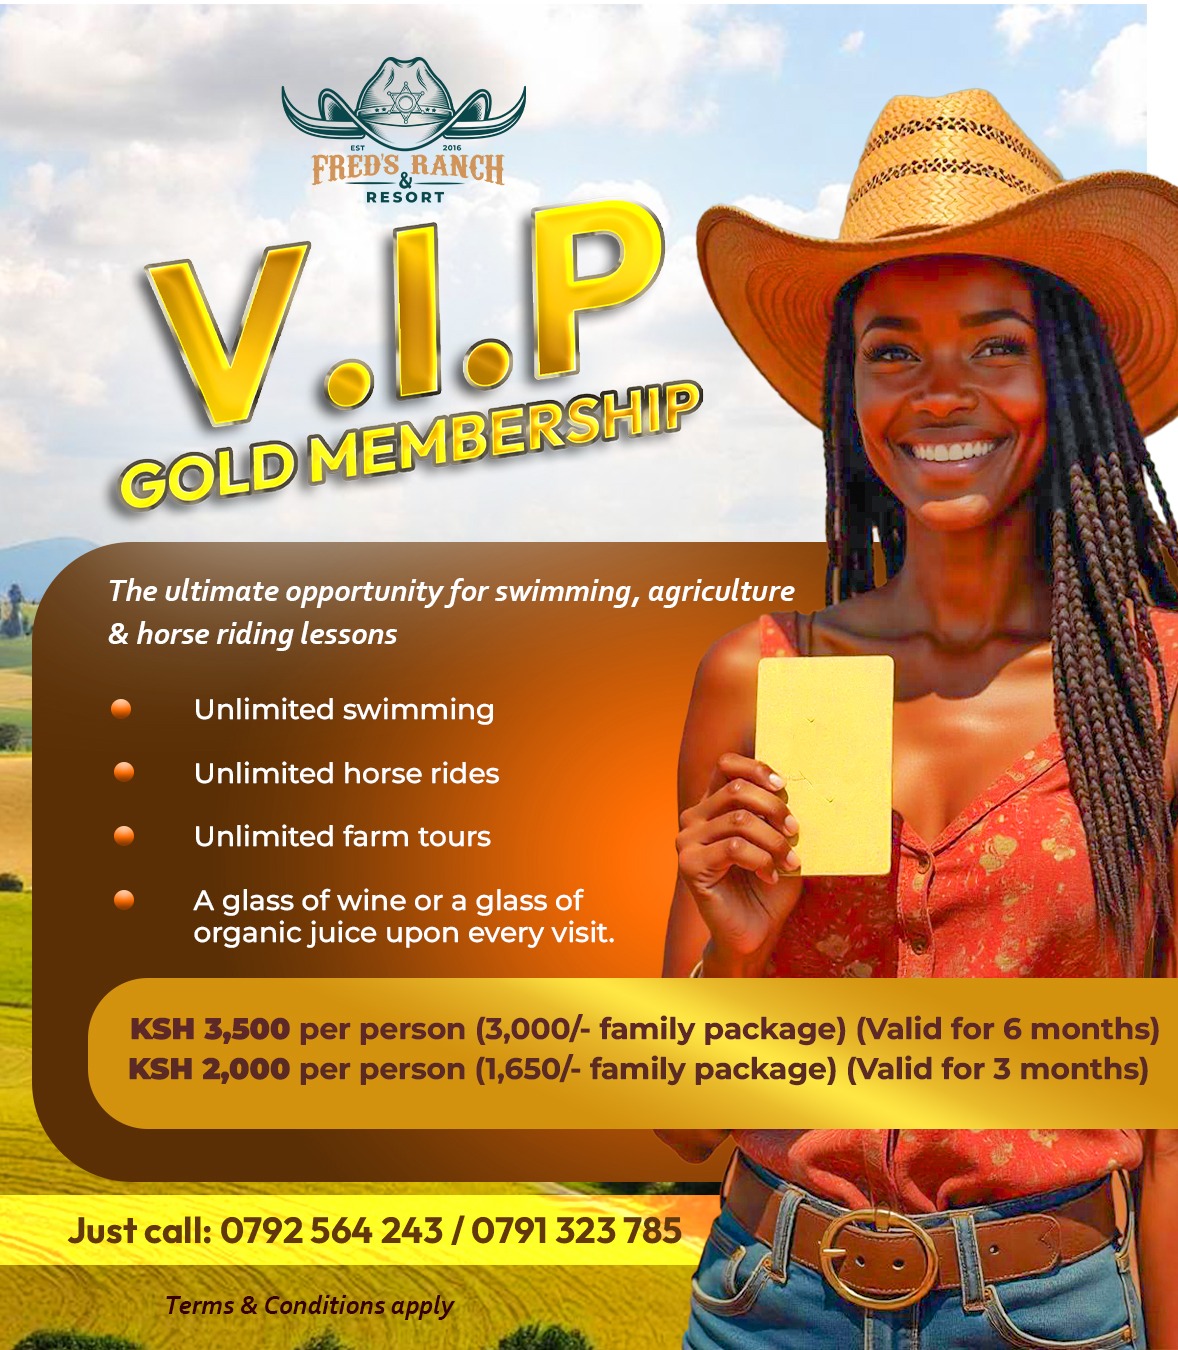 EST 2016
FRED'S RANCH
&
RESORT
V.I.P
GOLD MEMBERSHIP
The ultimate opportunity for swimming, agriculture
& horse riding lessons
Unlimited swimming
Unlimited horse rides
Unlimited farm tours
A glass of wine or a glass of
organic juice upon every visit.
KSH 3,500 per person (3,000/- family package) (Valid for 6 months)
KSH 2,000 per person (1,650/- family package) (Valid for 3 months)
Just call: 0792 564 243 / 0791 323 785
Terms & Conditions apply